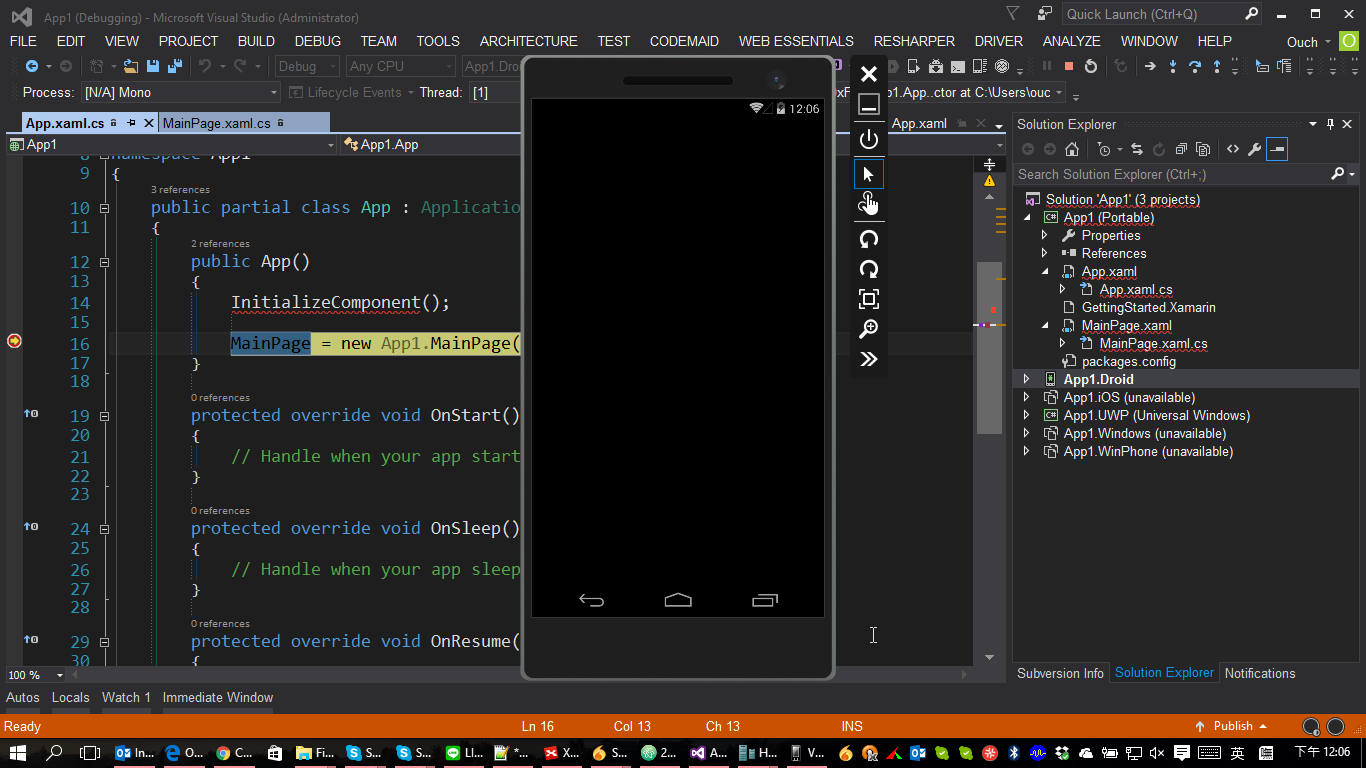 App1 (Debugging) - Microsoft Visual Studio (Administrator)
Quick Launch (Ctrl+Q)
FILE EDIT VIEW PROJECT BUILD DEBUG TEAM TOOLS ARCHITECTURE TEST CODEMAID WEB ESSENTIALS RESHARPER DRIVER ANALYZE WINDOW HELP Ouch O
Debug Any CPU App1.Dro
Process: [N/A] Mono Lifecycle Events Thread: [1] App1.App..ctor at C:\Users\ouc
App.xaml.cs MainPage.xaml.cs App.xaml
App1 App1.App
8 namespace App1
9 {
3 references
10 public partial class App : Applicatio
11 {
2 references
12 public App()
13 {
14 InitializeComponent();
15
16 MainPage = new App1.MainPage(
17 }
18
0 references
19 protected override void OnStart()
20 {
21 // Handle when your app start
22 }
23
0 references
24 protected override void OnSleep()
25 {
26 // Handle when your app sleep
27 }
28
0 references
29 protected override void OnResume(
30 {
100 %
12:06
Solution Explorer
Search Solution Explorer (Ctrl+;)
Solution 'App1' (3 projects)
App1 (Portable)
Properties
References
App.xaml
App.xaml.cs
GettingStarted.Xamarin
MainPage.xaml
MainPage.xaml.cs
packages.config
App1.Droid
App1.iOS (unavailable)
App1.UWP (Universal Windows)
App1.Windows (unavailable)
App1.WinPhone (unavailable)
Subversion Info Solution Explorer Notifications
Autos Locals Watch 1 Immediate Window
Ready Ln 16 Col 13 Ch 13 INS Publish
In... O... C... Fi... S... S... LI... *... X... S... 2... A... H... V... 英 下午 12:06